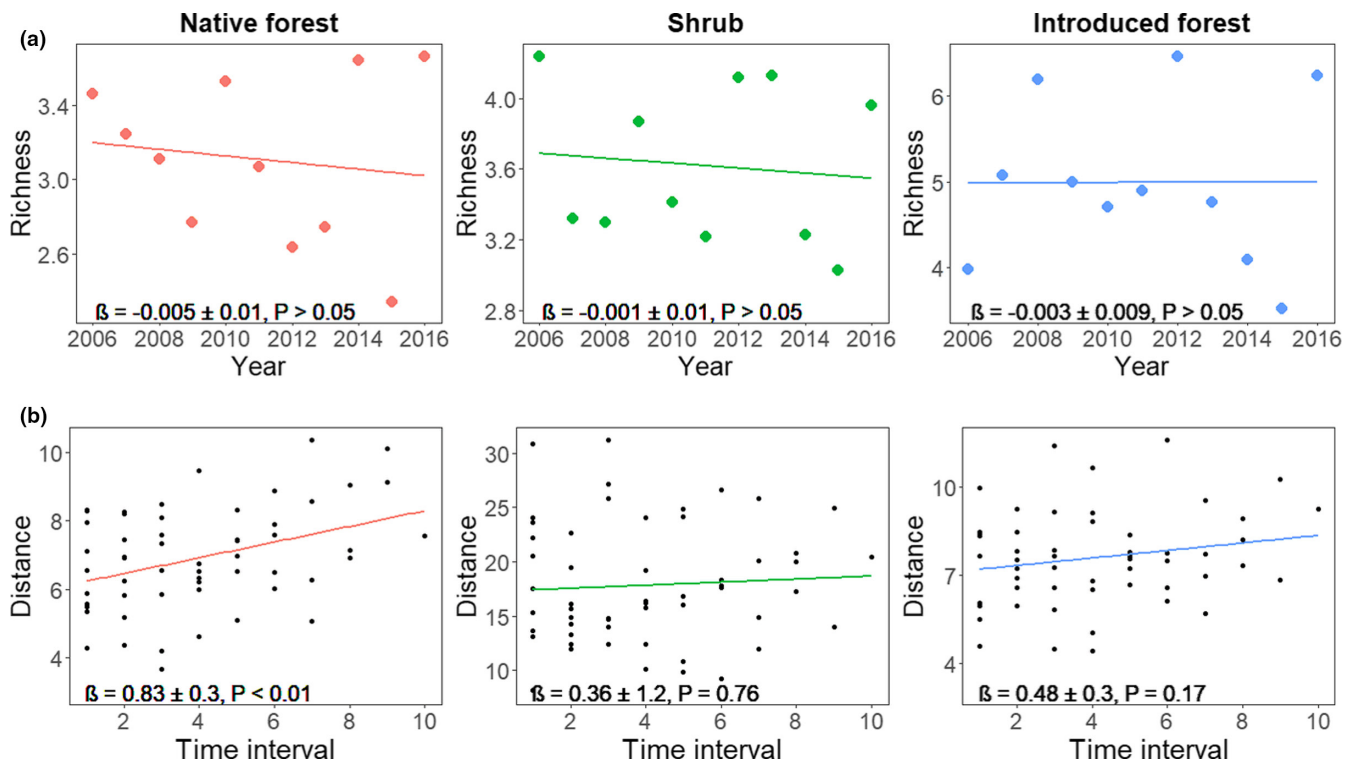 Native forest Shrub Introduced forest
(a)
3.4 4.0 6
Richness Richness Richness
3.0 3.6 5
2.6 3.2 4
2.8
ß = -0.005 ± 0.01, P > 0.05 ß = -0.001 ± 0.01, P > 0.05 ß = -0.003 ± 0.009, P > 0.05
2006 2008 2010 2012 2014 2016 2006 2008 2010 2012 2014 2016 2006 2008 2010 2012 2014 2016
Year Year Year
(b)
10 30 10
8 25 7
Distance Distance Distance
6 20 4
4 15
10
ß = 0.83 ± 0.3, P < 0.01 ß = 0.36 ± 1.2, P = 0.76 ß = 0.48 ± 0.3, P = 0.17
2 4 6 8 10 2 4 6 8 10 2 4 6 8 10
Time interval Time interval Time interval